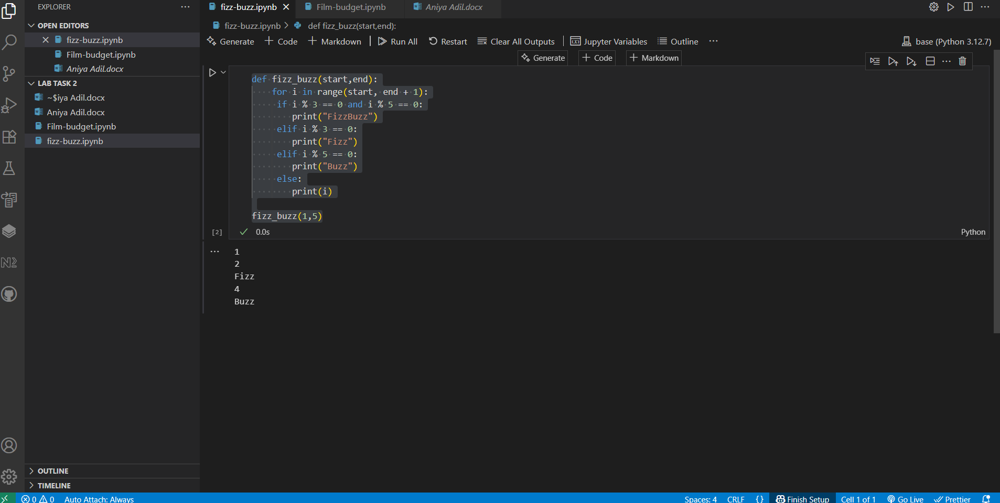 EXPLORER
OPEN EDITORS
fizz-buzz.ipynb
Film-budget.ipynb
Aniya Adil.docx
LAB TASK 2
~$iya Adil.docx
Aniya Adil.docx
Film-budget.ipynb
fizz-buzz.ipynb
OUTLINE
TIMELINE
fizz-buzz.ipynb Film-budget.ipynb Aniya Adil.docx
fizz-buzz.ipynb > def fizz_buzz(start,end):
Generate + Code + Markdown Run All Restart Clear All Outputs Jupyter Variables Outline ... base (Python 3.12.7)
Generate + Code + Markdown
def fizz_buzz(start,end):
    for i in range(start, end + 1):
     if i % 3 == 0 and i % 5 == 0:
        print("FizzBuzz")
     elif i % 3 == 0:
        print("Fizz")
     elif i % 5 == 0:
        print("Buzz")
     else:
        print(i)
fizz_buzz(1,5)
[2] 0.0s Python
1
2
Fizz
4
Buzz
0 0 Auto Attach: Always Spaces: 4 CRLF {} Finish Setup Cell 1 of 1 Go Live Prettier